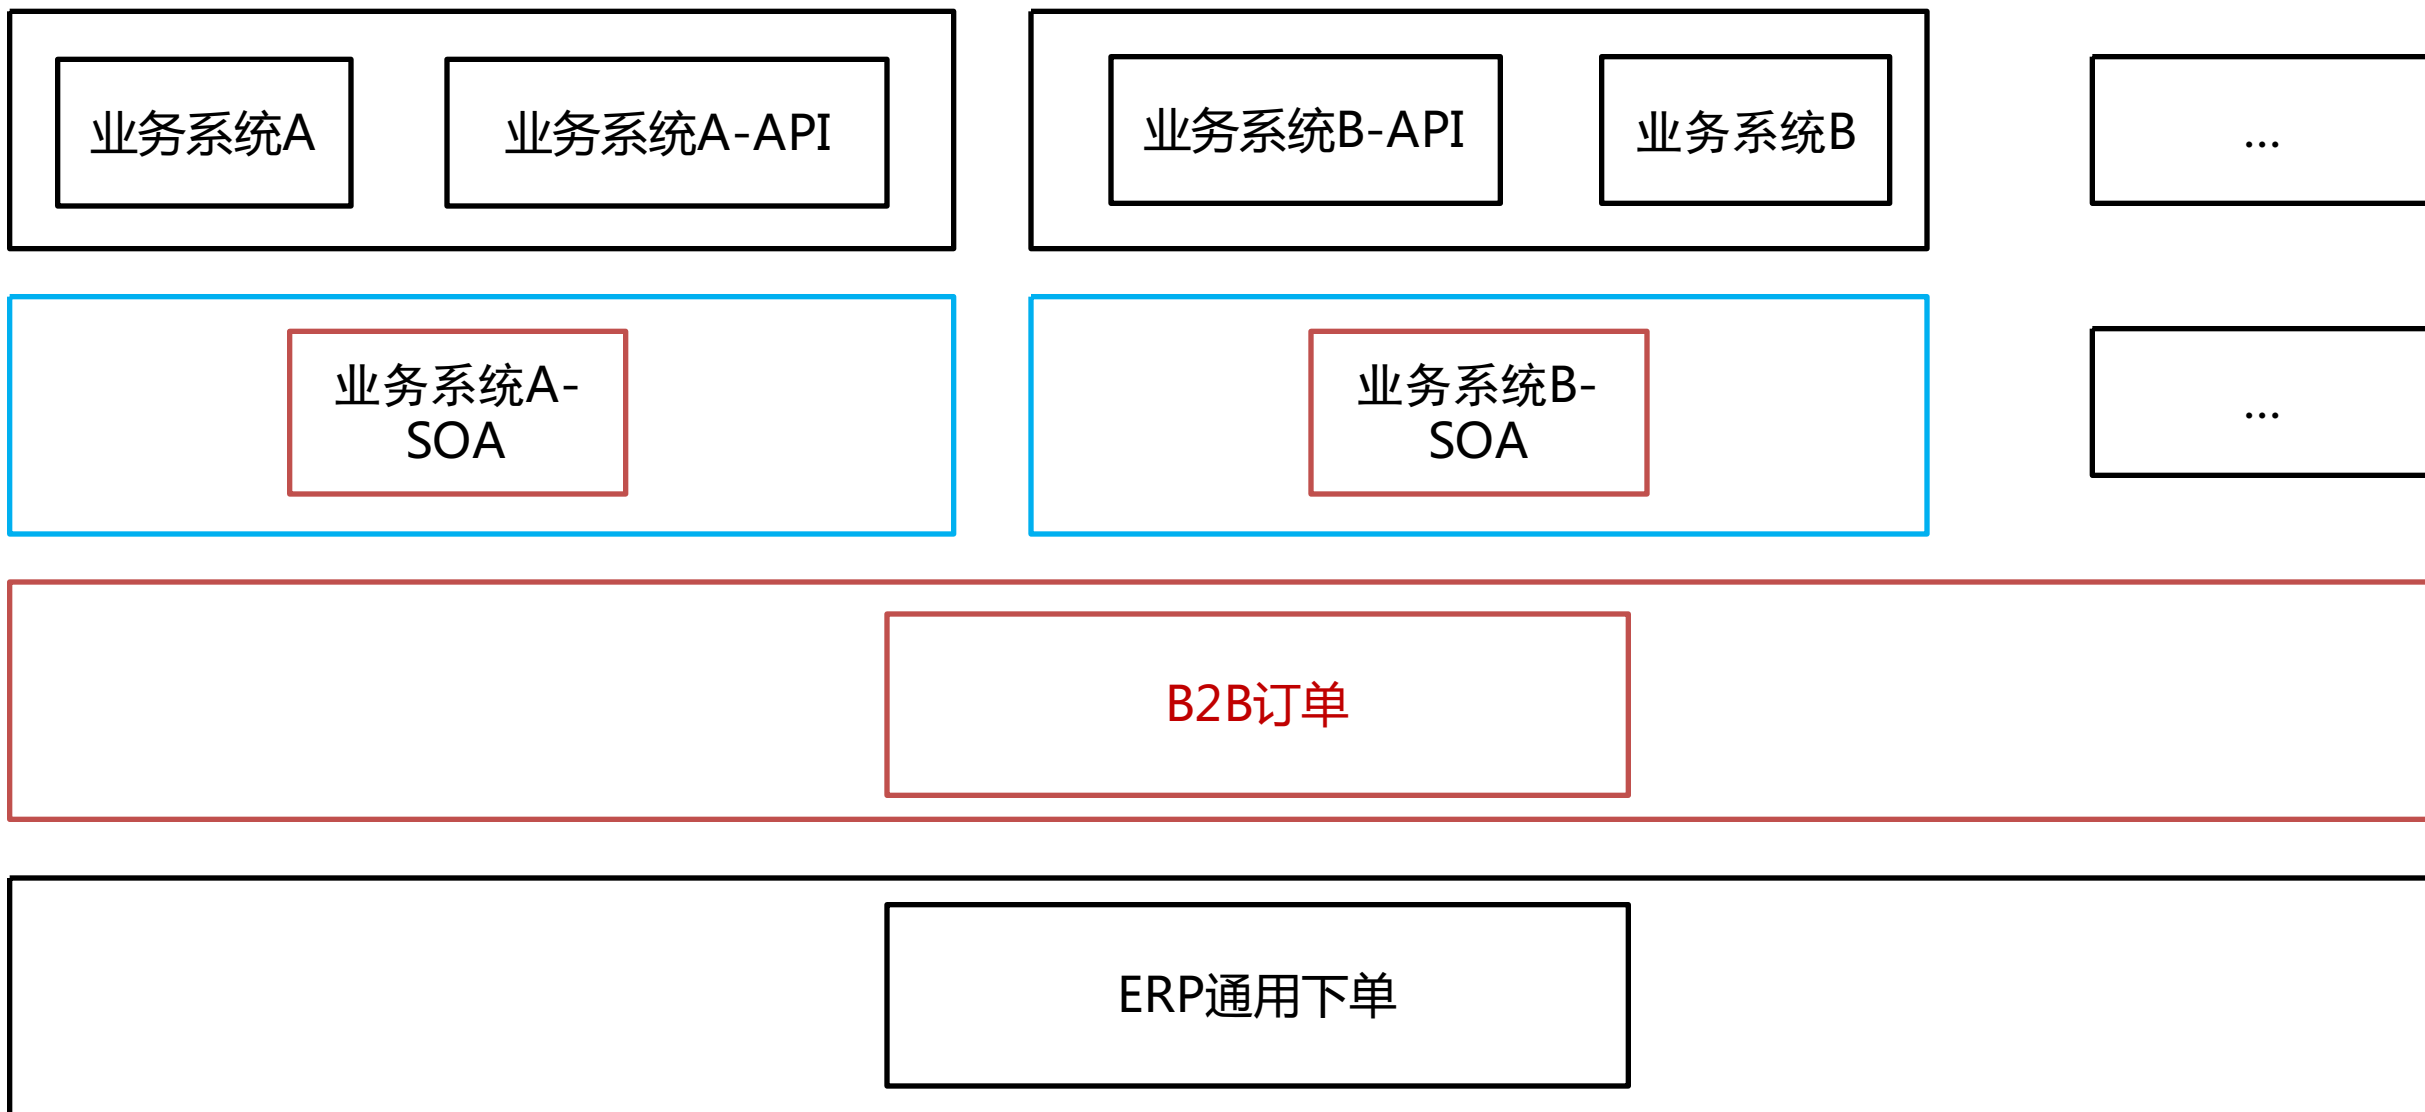 业务系统A
业务系统A-API
业务系统B-API
业务系统B
...
业务系统A-
SOA
业务系统B-
SOA
...
B2B订单
ERP通用下单